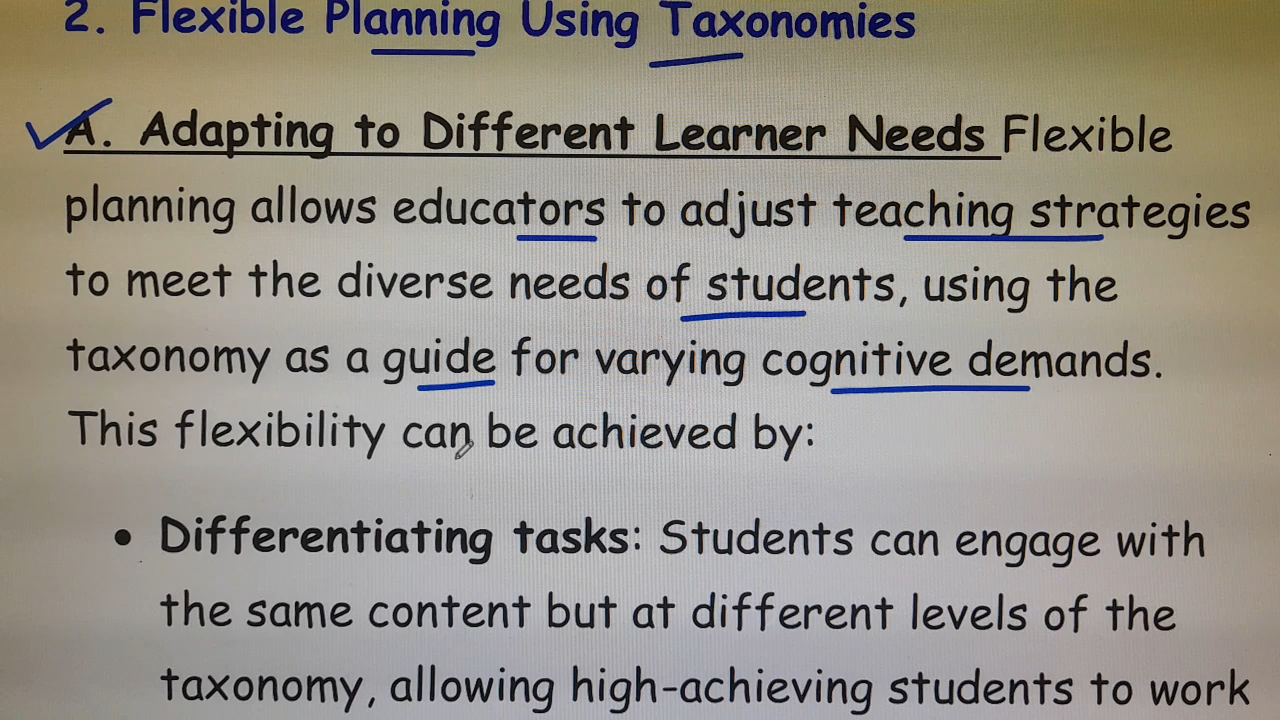 2. Flexible Planning Using Taxonomies
A. Adapting to Different Learner Needs Flexible
planning allows educators to adjust teaching strategies
to meet the diverse needs of students, using the
taxonomy as a guide for varying cognitive demands.
This flexibility can be achieved by:
• Differentiating tasks: Students can engage with
the same content but at different levels of the
taxonomy, allowing high-achieving students to work